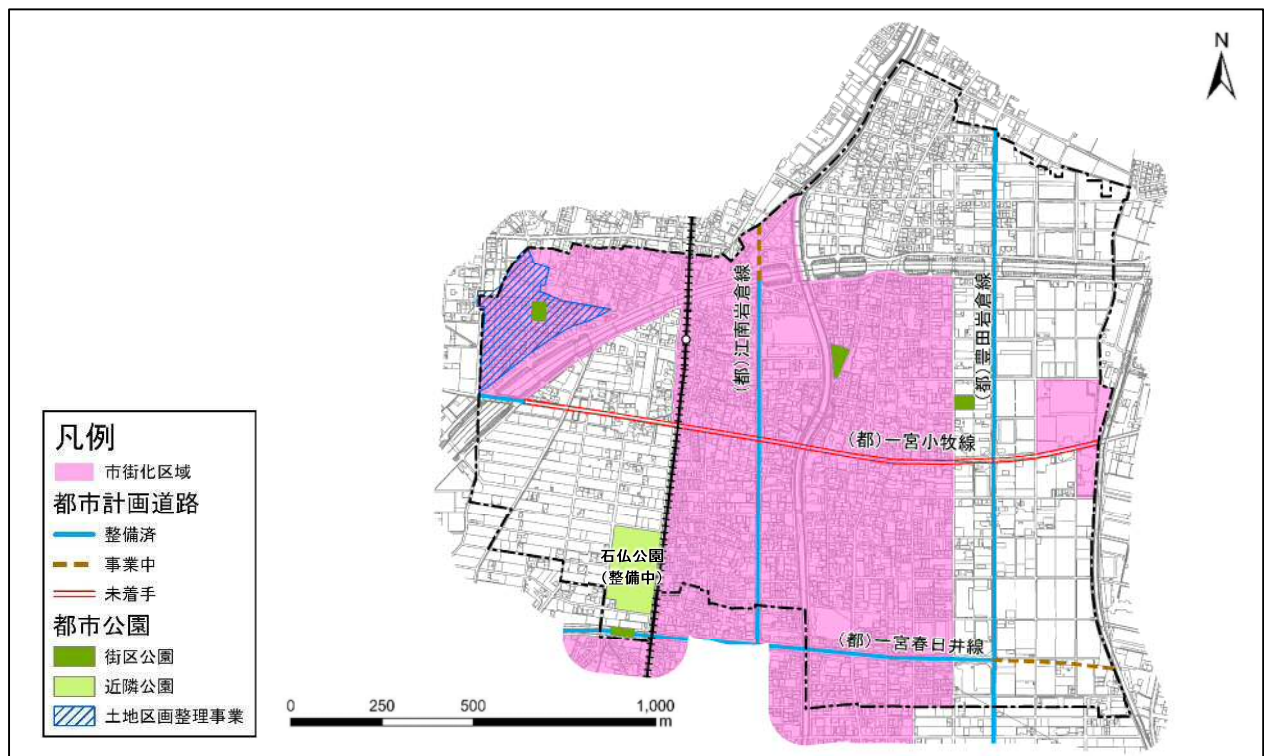 N
(都)江南岩倉線
(都)豊田岩倉線
(都)一宮小牧線
石仏公園
(整備中)
(都)一宮春日井線
凡例
市街化区域
都市計画道路
整備済
事業中
未着手
都市公園
街区公園
近隣公園
土地区画整理事業
0 500 1,000
m